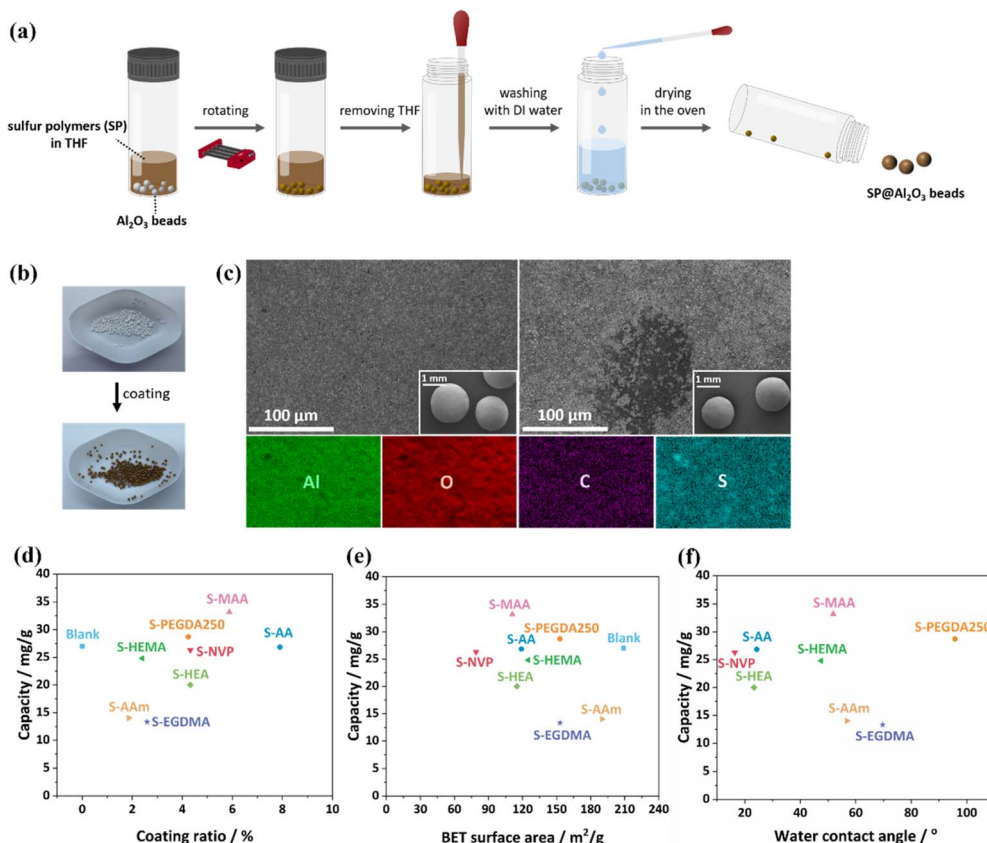 (a)
sulfur polymers (SP)
in THF
Al₂O₃ beads
rotating
removing THF
washing
with DI water
drying
in the oven
SP@Al₂O₃ beads
(b)
coating
(c)
100 μm
1 mm
100 μm
1 mm
Al
O
C
S
(d)
Capacity / mg/g
40
35
30
25
20
15
10
5
0
Blank
S-HEMA
S-PEGDA250
S-MAA
S-NVP
S-AA
S-HEA
S-AAm
S-EGDMA
0 2 4 6 8 10
Coating ratio / %
(e)
Capacity / mg/g
40
35
30
25
20
15
10
5
0
S-MAA
S-PEGDA250
S-AA
Blank
S-NVP
S-HEMA
S-HEA
S-AAm
S-EGDMA
0 30 60 90 120 150 180 210 240
BET surface area / m²/g
(f)
Capacity / mg/g
40
35
30
25
20
15
10
5
0
S-MAA
S-PEGDA250
S-AA
S-HEMA
S-NVP
S-HEA
S-AAm
S-EGDMA
0 20 40 60 80 100
Water contact angle / °